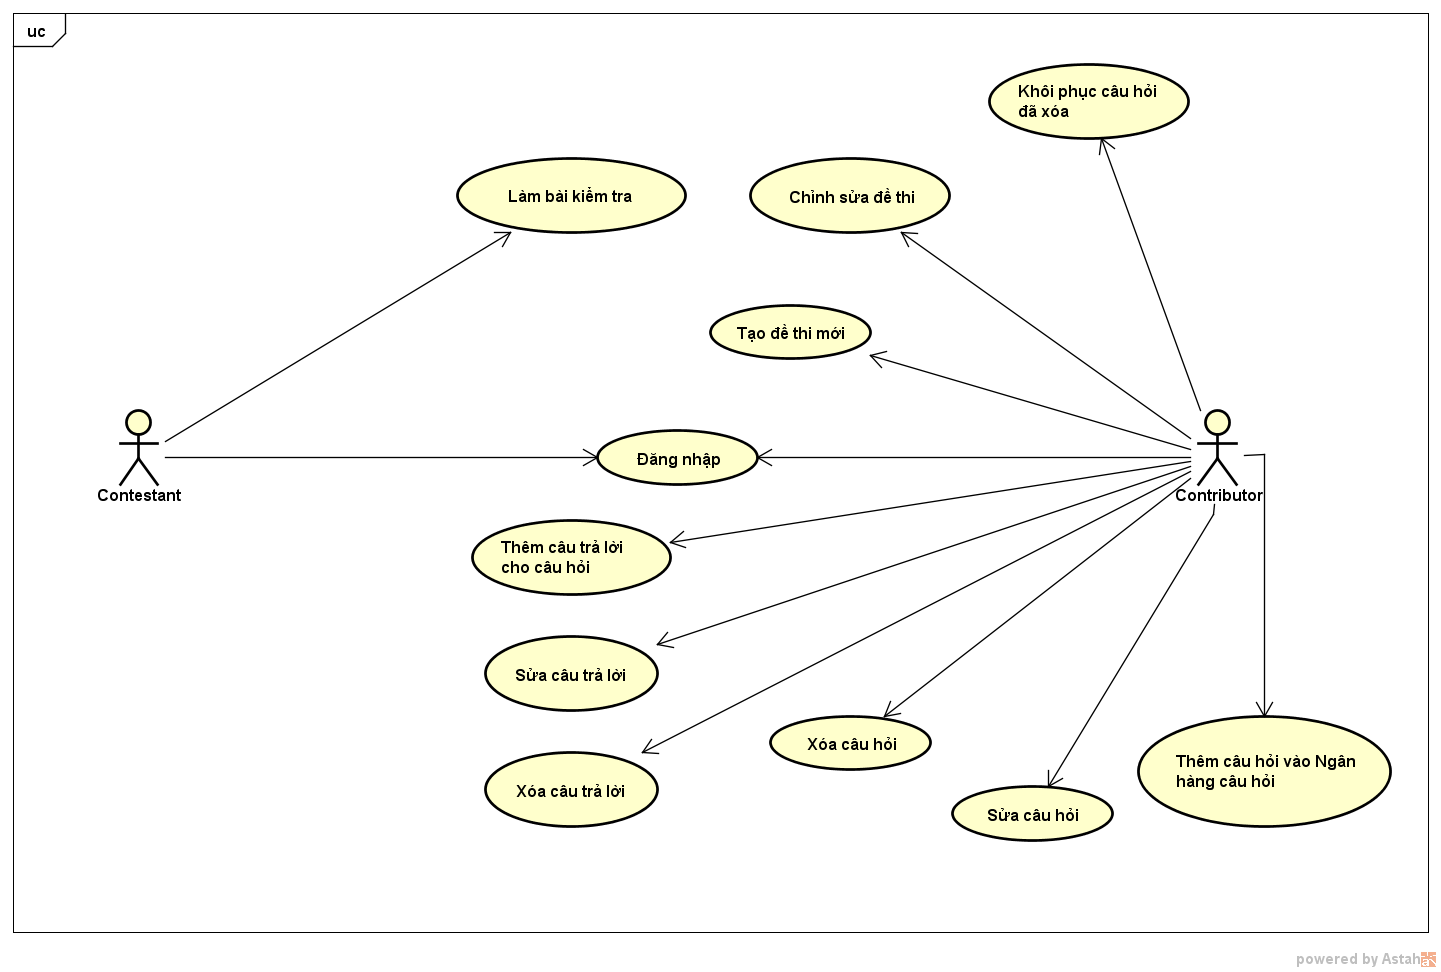 uc
Khôi phục câu hỏi
đã xóa
Làm bài kiểm tra
Chỉnh sửa đề thi
Tạo đề thi mới
Đăng nhập
Contestant
Contributor
Thêm câu trả lời
cho câu hỏi
Sửa câu trả lời
Xóa câu hỏi
Thêm câu hỏi vào Ngân
hàng câu hỏi
Xóa câu trả lời
Sửa câu hỏi
powered by Astah